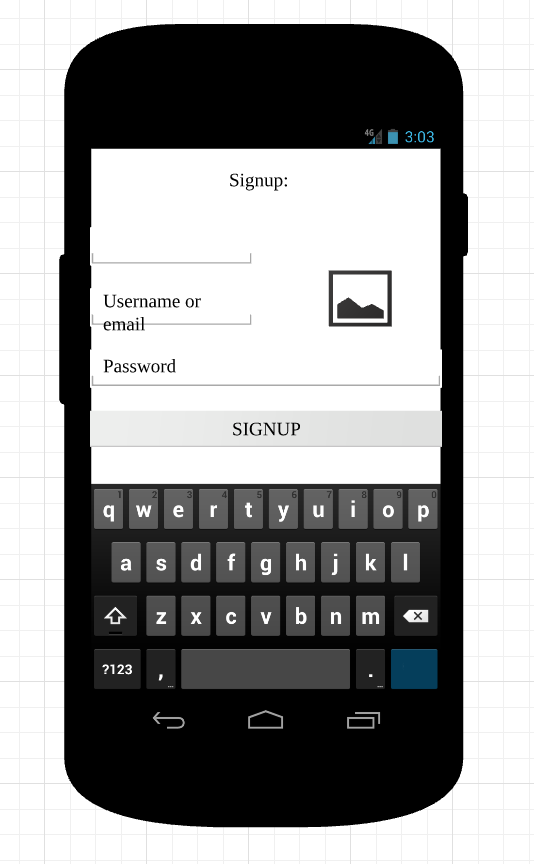 4G 3:03
Signup:
Username or
email
Password
SIGNUP
1 2 3 4 5 6 7 8 9 0
q w e r t y u i o p
a s d f g h j k l
z x c v b n m
?123 , ... . ...